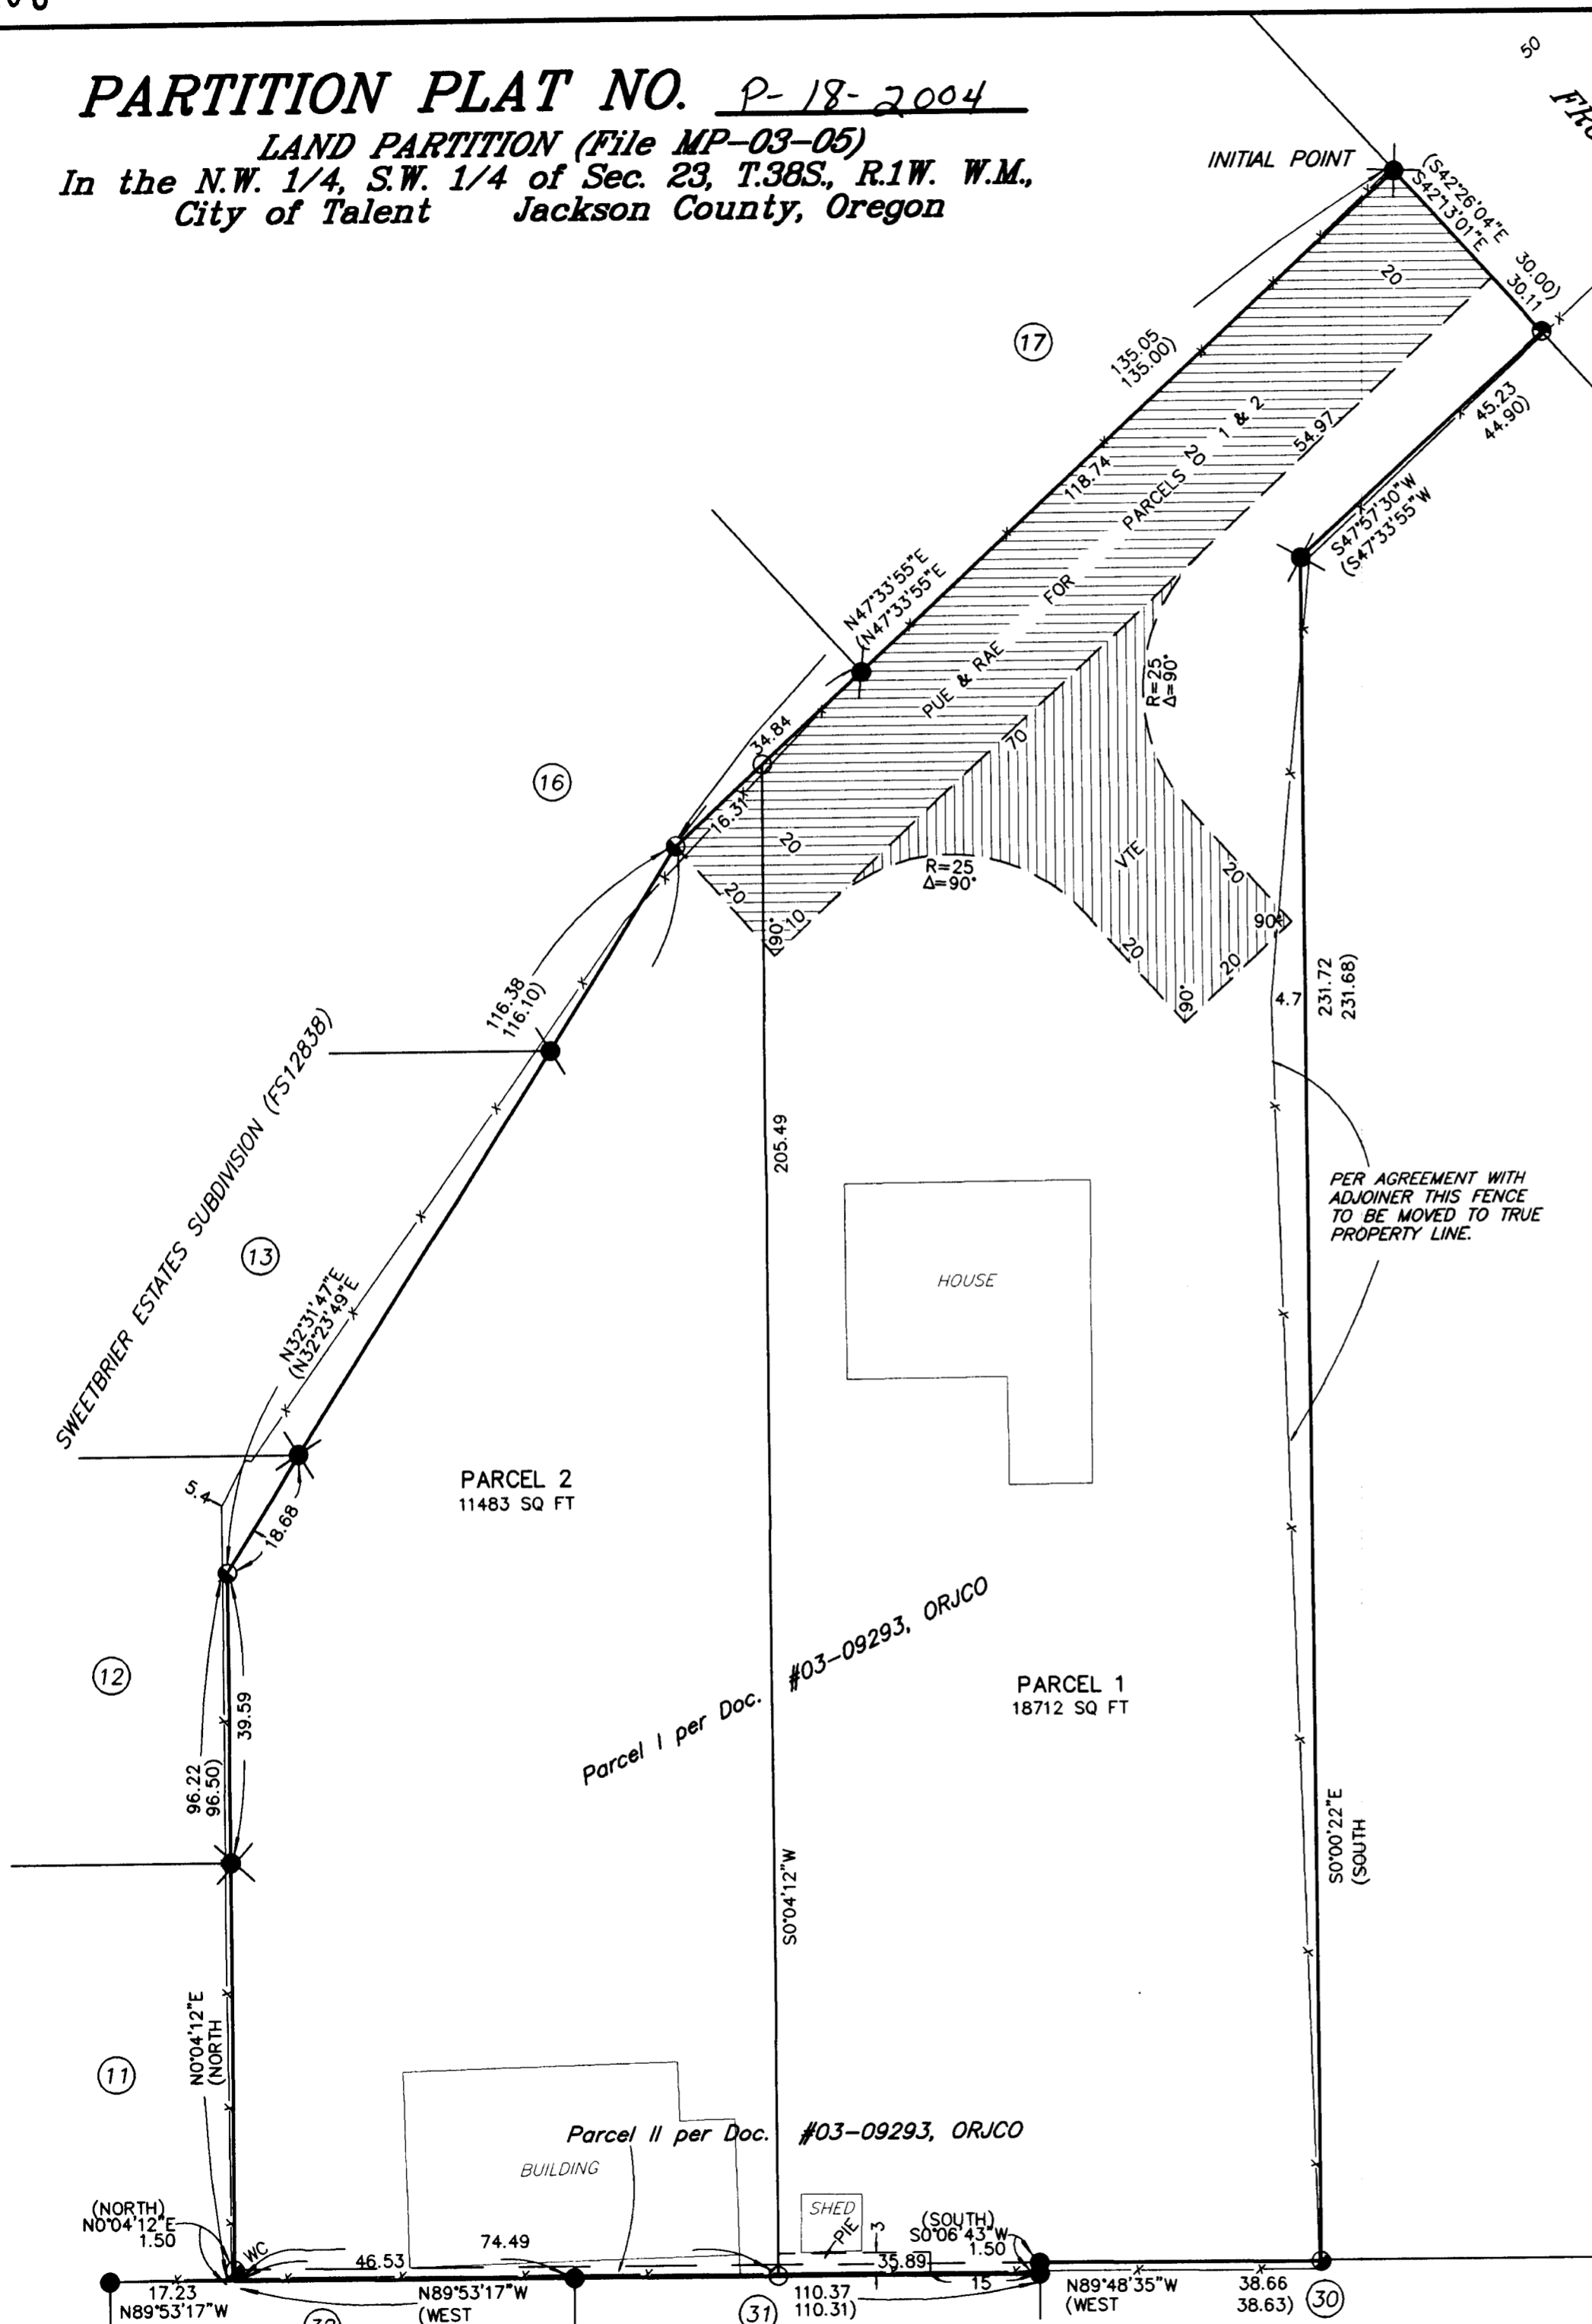 PARTITION PLAT NO. P-18-2004
LAND PARTITION (File MP-03-05)
In the N.W. 1/4, S.W. 1/4 of Sec. 23, T.38S., R.1W. W.M.,
City of Talent Jackson County, Oregon
50
INITIAL POINT
(S42°26'04"E 30.00)
S42°13'01"E 30.11
20
17
135.05
135.00)
45.23
44.90)
S47°57'30"W
(S47°33'55"W
118.74
PUE & RAE FOR PARCELS 1 & 2
20
54.97
N47°33'55"E
(N47°33'55"E
R=25
Δ=90°
70
34.84
16
16.31
20
20
90°
10
R=25
Δ=90°
VTE
20
90°
20
20
90°
4.7
231.72
231.68)
116.38
116.10)
SWEETBRIER ESTATES SUBDIVISION (FS12838)
205.49
PER AGREEMENT WITH
ADJOINER THIS FENCE
TO BE MOVED TO TRUE
PROPERTY LINE.
13
HOUSE
N32°31'47"E
(N32°23'49"E
PARCEL 2
11483 SQ FT
5.4
18.68
Parcel I per Doc. #03-09293, ORJCO
12
39.59
96.22
96.50)
PARCEL 1
18712 SQ FT
S0°04'12"W
S0°00'22"E
(SOUTH
N0°04'12"E
(NORTH
11
Parcel II per Doc. #03-09293, ORJCO
BUILDING
SHED
PIE
3
(NORTH)
N0°04'12"E
1.50
WC
46.53
74.49
35.89
15
(SOUTH)
S0°06'43"W
1.50
17.23
N89°53'17"W
N89°53'17"W
(WEST
31
110.37
110.31)
N89°48'35"W
(WEST
38.66
38.63)
30